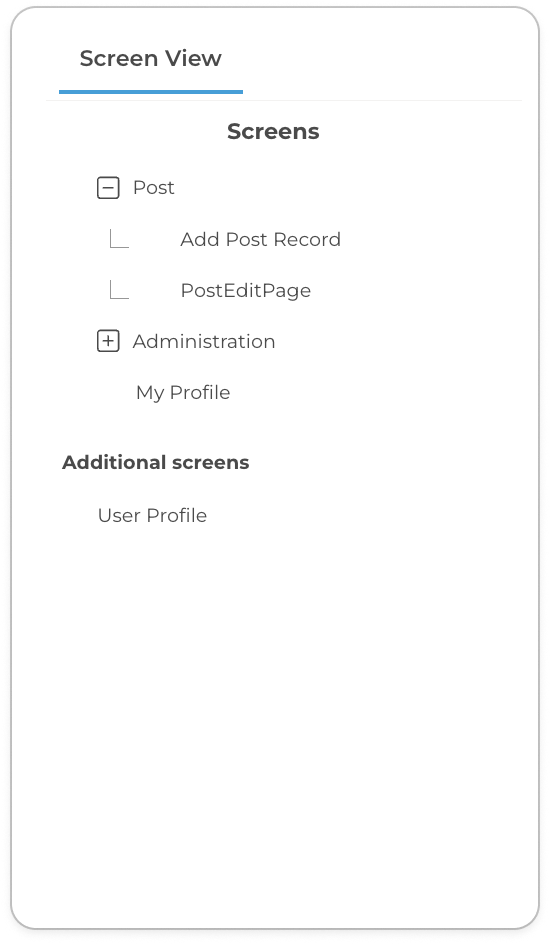 Screen View
Screens
Post
Add Post Record
PostEditPage
Administration
My Profile
Additional screens
User Profile